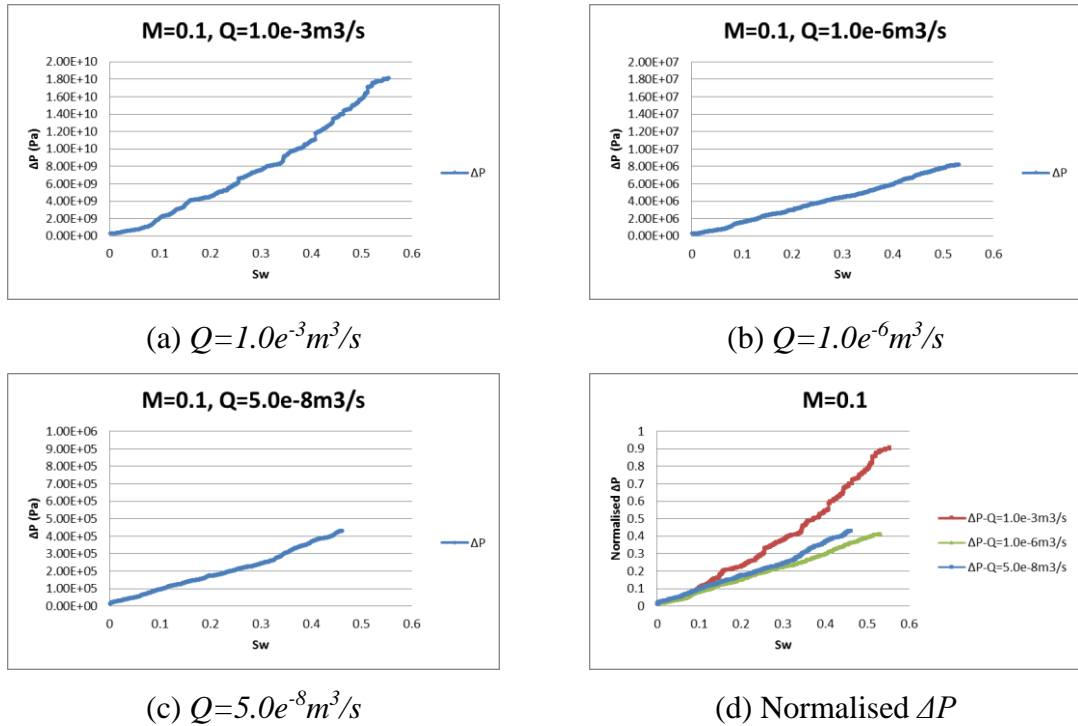 M=0.1, Q=1.0e-3m3/s
2.00E+10
1.80E+10
1.60E+10
1.40E+10
1.20E+10
1.00E+10
8.00E+09
6.00E+09
4.00E+09
2.00E+09
0.00E+00
ΔP (Pa)
0 0.1 0.2 0.3 0.4 0.5 0.6
Sw
ΔP
(a) Q=1.0e⁻³m³/s
M=0.1, Q=1.0e-6m3/s
2.00E+07
1.80E+07
1.60E+07
1.40E+07
1.20E+07
1.00E+07
8.00E+06
6.00E+06
4.00E+06
2.00E+06
0.00E+00
ΔP (Pa)
0 0.1 0.2 0.3 0.4 0.5 0.6
Sw
ΔP
(b) Q=1.0e⁻⁶m³/s
M=0.1, Q=5.0e-8m3/s
1.00E+06
9.00E+05
8.00E+05
7.00E+05
6.00E+05
5.00E+05
4.00E+05
3.00E+05
2.00E+05
1.00E+05
0.00E+00
ΔP (Pa)
0 0.1 0.2 0.3 0.4 0.5 0.6
Sw
ΔP
(c) Q=5.0e⁻⁸m³/s
M=0.1
1
0.9
0.8
0.7
0.6
0.5
0.4
0.3
0.2
0.1
0
Normalised ΔP
0 0.1 0.2 0.3 0.4 0.5 0.6
Sw
ΔP-Q=1.0e-3m3/s
ΔP-Q=1.0e-6m3/s
ΔP-Q=5.0e-8m3/s
(d) Normalised ΔP